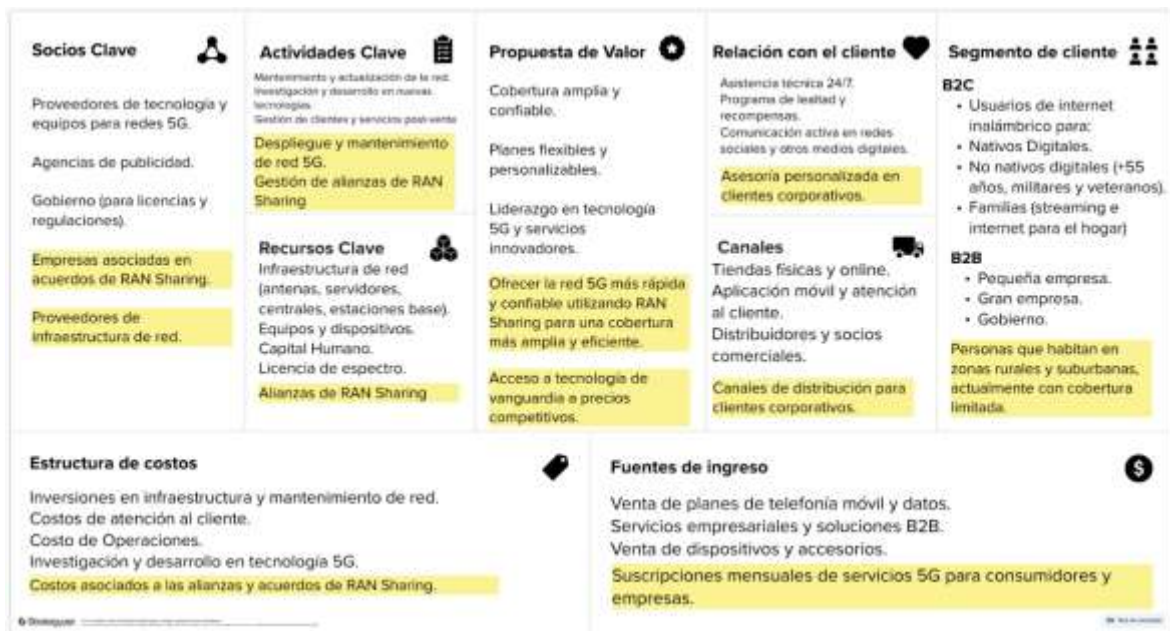 Socios Clave
Proveedores de tecnología y
equipos para redes 5G.
Agencias de publicidad.
Gobierno (para licencias y
regulaciones).
Empresas asociadas en
acuerdos de RAN Sharing.
Proveedores de
infraestructura de red.
Actividades Clave
Mantenimiento y actualización de la red.
Investigación y desarrollo en nuevas
tecnologías.
Gestión de clientes y servicios post-venta
Despliegue y mantenimiento
de red 5G.
Gestión de alianzas de RAN
Sharing
Recursos Clave
Infraestructura de red
(antenas, servidores,
centrales, estaciones base).
Equipos y dispositivos.
Capital Humano.
Licencia de espectro.
Alianzas de RAN Sharing
Propuesta de Valor
Cobertura amplia y
confiable.
Planes flexibles y
personalizables.
Liderazgo en tecnología
5G y servicios
innovadores.
Ofrecer la red 5G más rápida
y confiable utilizando RAN
Sharing para una cobertura
más amplia y eficiente.
Acceso a tecnología de
vanguardia a precios
competitivos.
Relación con el cliente
Asistencia técnica 24/7.
Programa de lealtad y
recompensas.
Comunicación activa en redes
sociales y otros medios digitales.
Asesoría personalizada en
clientes corporativos.
Canales
Tiendas físicas y online.
Aplicación móvil y atención
al cliente.
Distribuidores y socios
comerciales.
Canales de distribución para
clientes corporativos.
Segmento de cliente
B2C
• Usuarios de internet
inalámbrico para:
• Nativos Digitales.
• No nativos digitales (+55
años, militares y veteranos).
• Familias (streaming e
internet para el hogar)
B2B
• Pequeña empresa.
• Gran empresa.
• Gobierno.
Personas que habitan en
zonas rurales y suburbanas,
actualmente con cobertura
limitada.
Estructura de costos
Inversiones en infraestructura y mantenimiento de red.
Costos de atención al cliente.
Costo de Operaciones.
Investigación y desarrollo en tecnología 5G.
Costos asociados a las alianzas y acuerdos de RAN Sharing.
Fuentes de ingreso
Venta de planes de telefonía móvil y datos.
Servicios empresariales y soluciones B2B.
Venta de dispositivos y accesorios.
Suscripciones mensuales de servicios 5G para consumidores y
empresas.